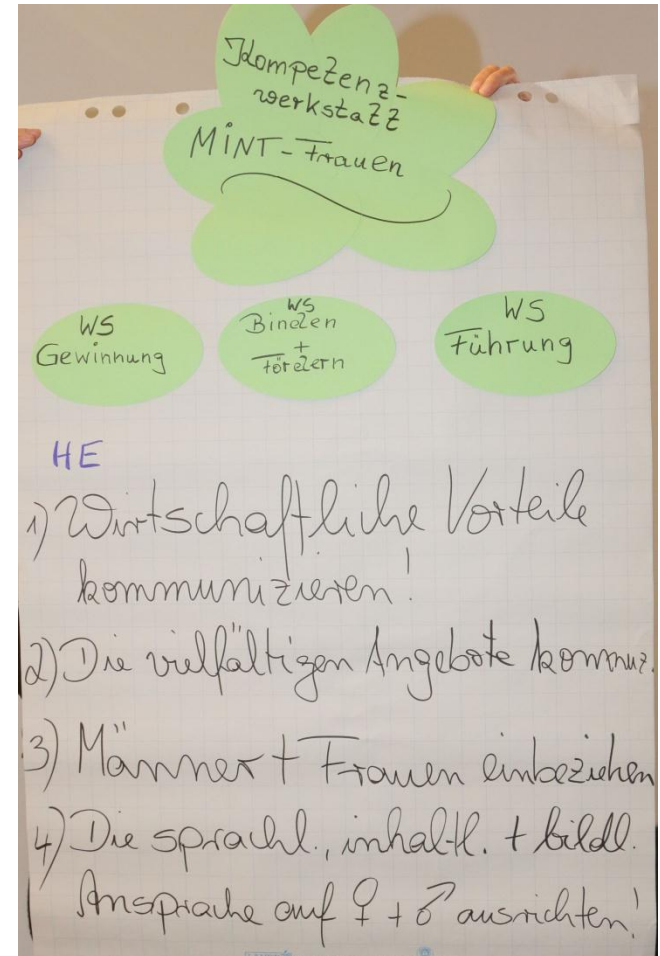 Kompetenz-
werkstatt
MINT-Frauen
WS
Gewinnung
WS
Binden
+
Fördern
WS
Führung
HE
1) Wirtschaftliche Vorteile
kommunizieren!
2) Die vielfältigen Angebote kommuz.
3) Männer + Frauen einbeziehen
4) Die sprachl., inhaltl. + bildl.
Ansprache auf ♀ + ♂ ausrichten!